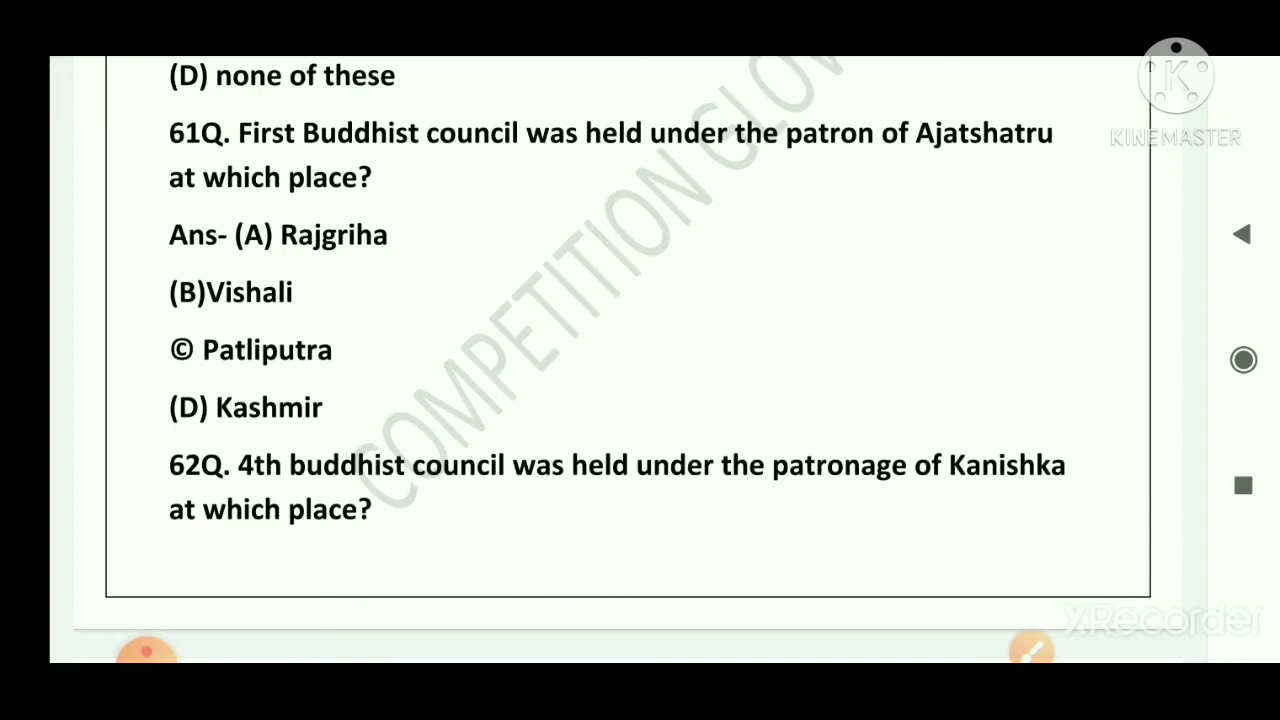 (D) none of these
61Q. First Buddhist council was held under the patron of Ajatshatru
at which place?
Ans- (A) Rajgriha
(B)Vishali
© Patliputra
(D) Kashmir
62Q. 4th buddhist council was held under the patronage of Kanishka
at which place?
COMPETITION GLOW
K
KINEMASTER
XRecorder